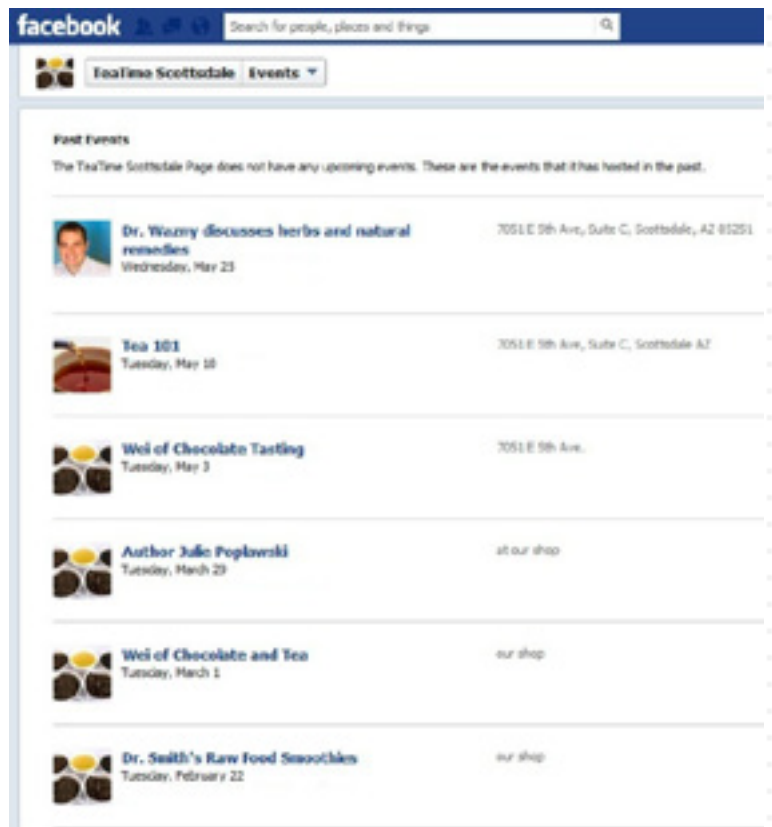 facebook
Search for people, places and things
TeaTime Scottsdale Events
Past Events
The TeaTime Scottsdale Page does not have any upcoming events. These are the events that it has hosted in the past.
Dr. Wazny discusses herbs and natural 7051 E 5th Ave, Suite C, Scottsdale, AZ 85251
remedies
Wednesday, May 25
Tea 101 7051 E 5th Ave, Suite C, Scottsdale AZ
Tuesday, May 10
Wei of Chocolate Tasting 7051 E 5th Ave.
Tuesday, May 3
Author Julie Poplawski at our shop
Tuesday, March 29
Wei of Chocolate and Tea our shop
Tuesday, March 1
Dr. Smith's Raw Food Smoothies our shop
Tuesday, February 22